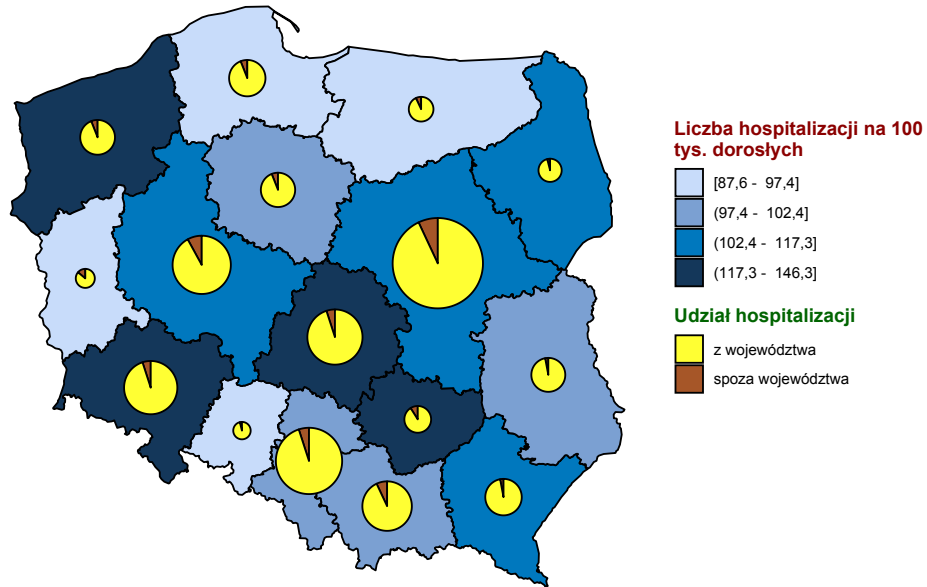 Liczba hospitalizacji na 100
tys. dorosłych
[87,6 - 97,4]
(97,4 - 102,4]
(102,4 - 117,3]
(117,3 - 146,3]
Udział hospitalizacji
z województwa
spoza województwa